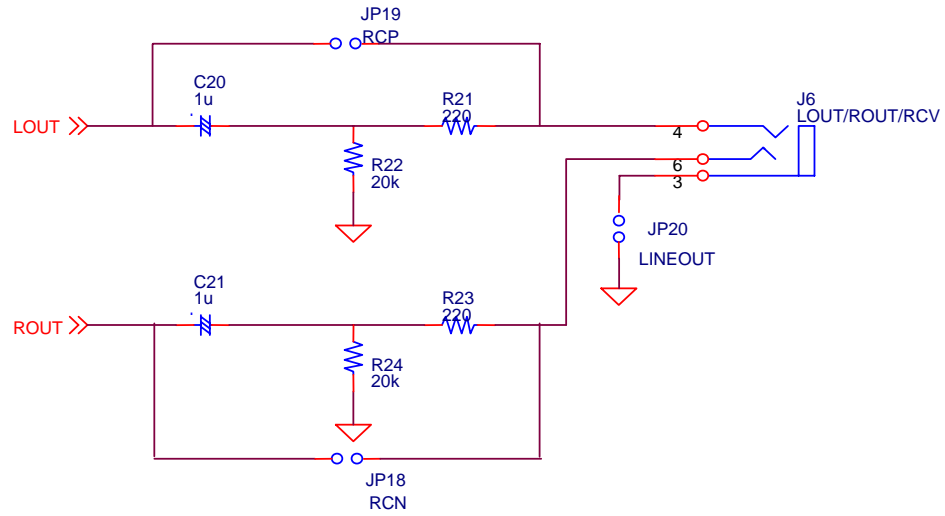 JP19
RCP
C20
1u
R21
220
J6
LOUT/ROUT/RCV
LOUT
4
R22
20k
6
3
JP20
LINEOUT
C21
1u
R23
220
ROUT
R24
20k
JP18
RCN